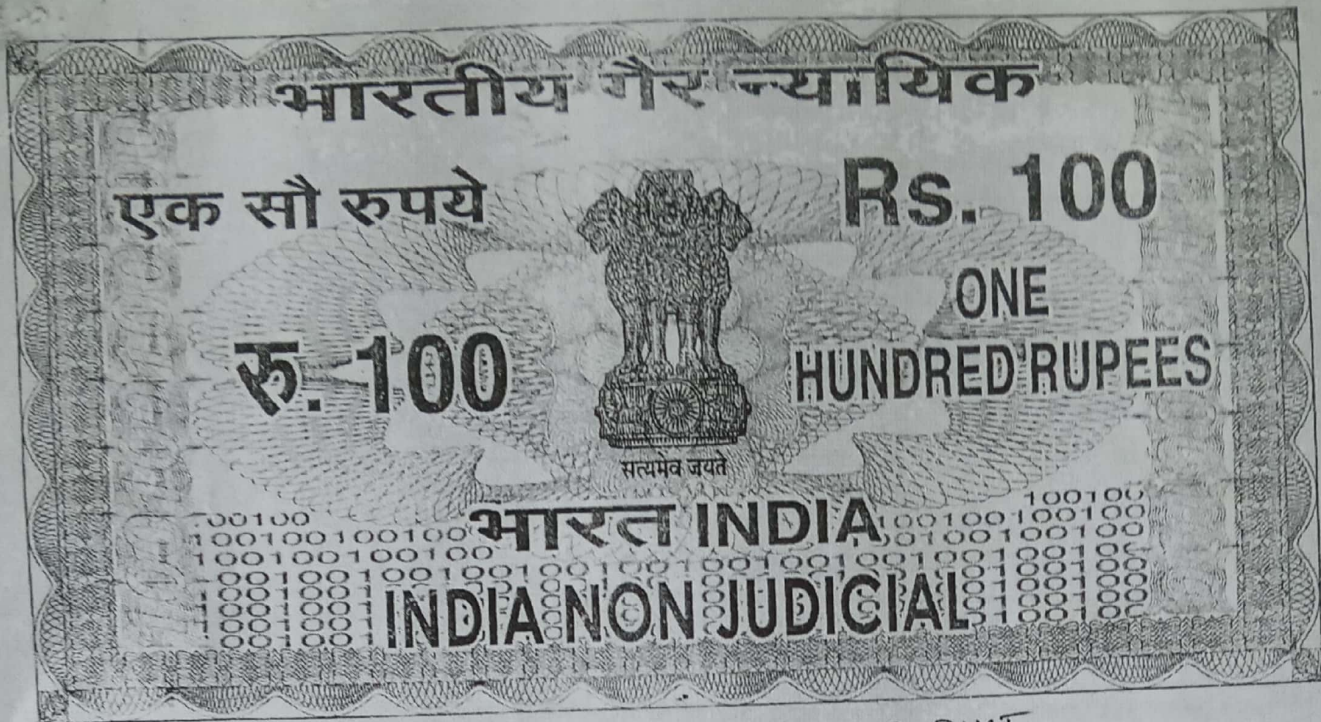 भारतीय गैर न्यायिक
एक सौ रुपये
Rs. 100
रु. 100
ONE
HUNDRED RUPEES
सत्यमेव जयते
भारत INDIA
INDIA NON JUDICIAL